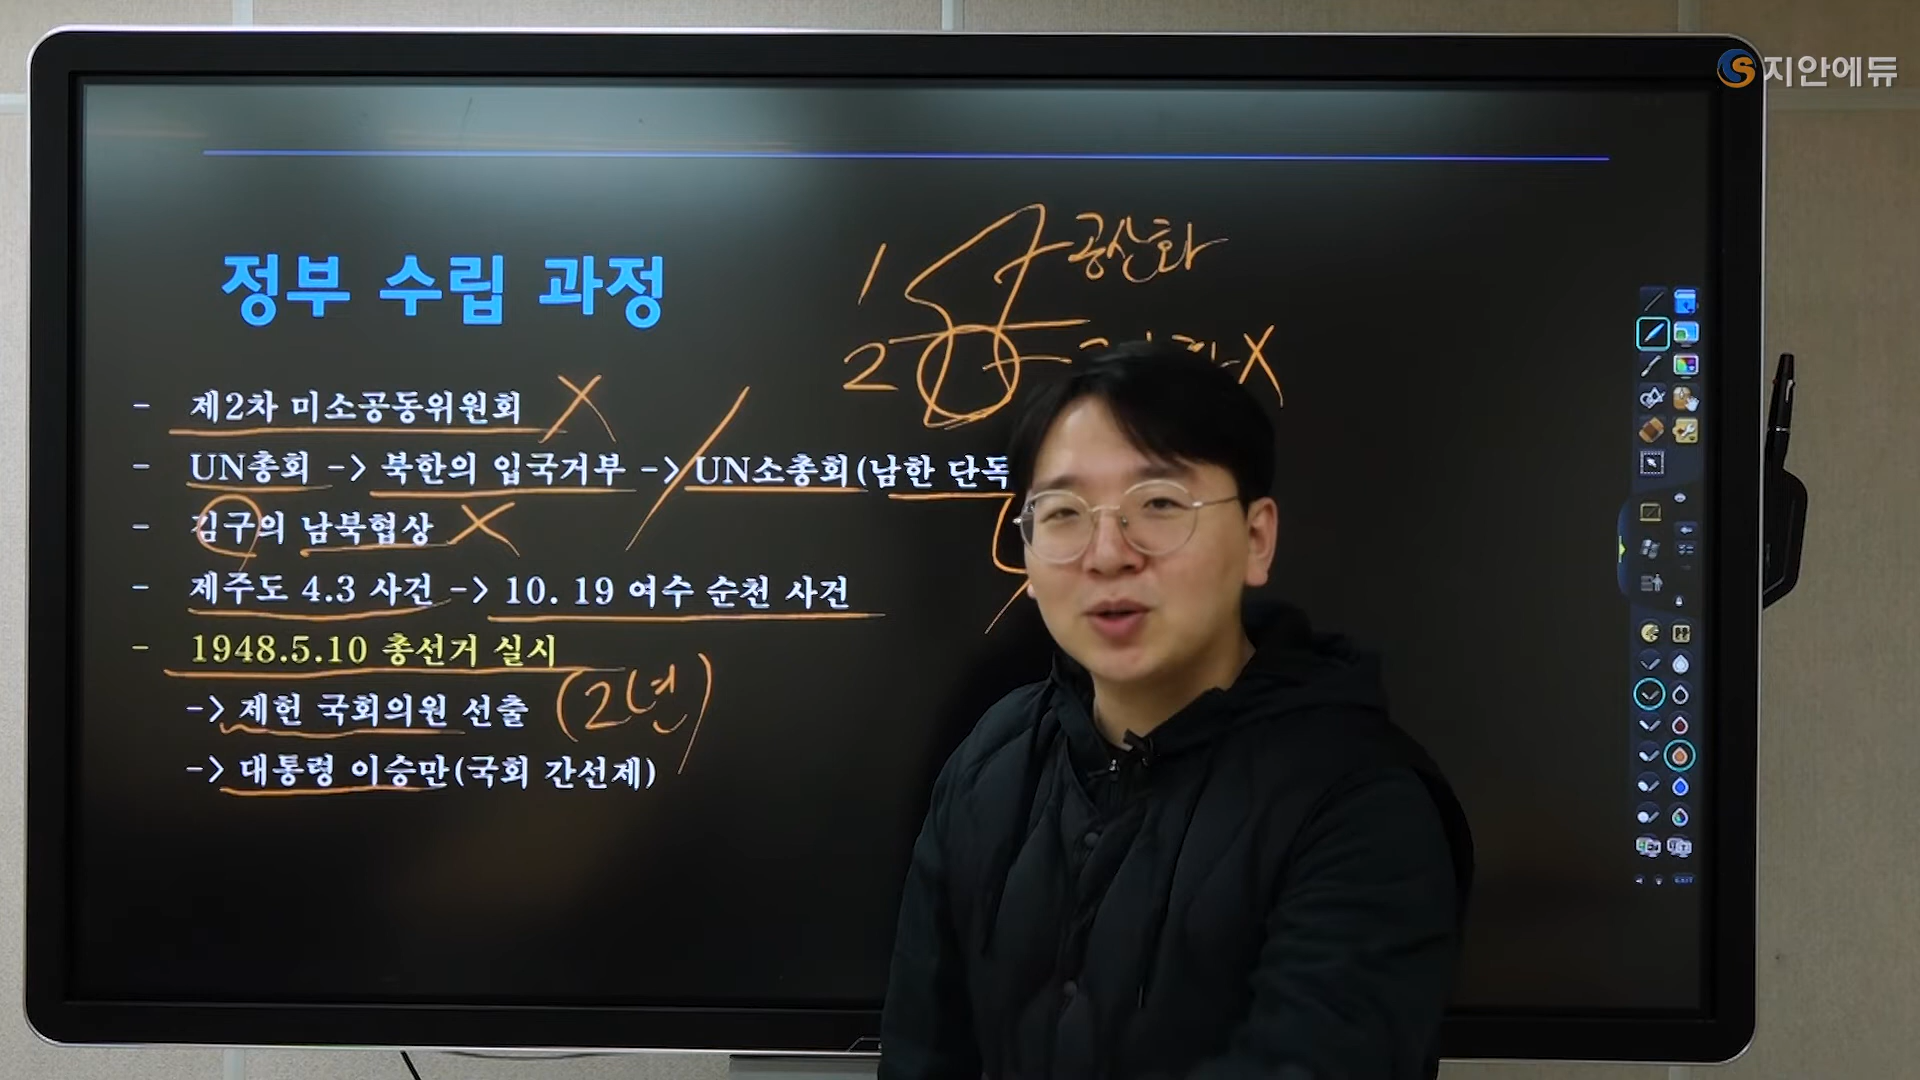 지안에듀
정부 수립 과정
1 공산화
2 X
- 제2차 미소공동위원회 X
- UN총회 -> 북한의 입국거부 -> UN소총회(남한 단독
- 김구의 남북협상 X
- 제주도 4.3 사건 -> 10. 19 여수 순천 사건
- 1948.5.10 총선거 실시
-> 제헌 국회의원 선출 (2년)
-> 대통령 이승만(국회 간선제)
EXIT